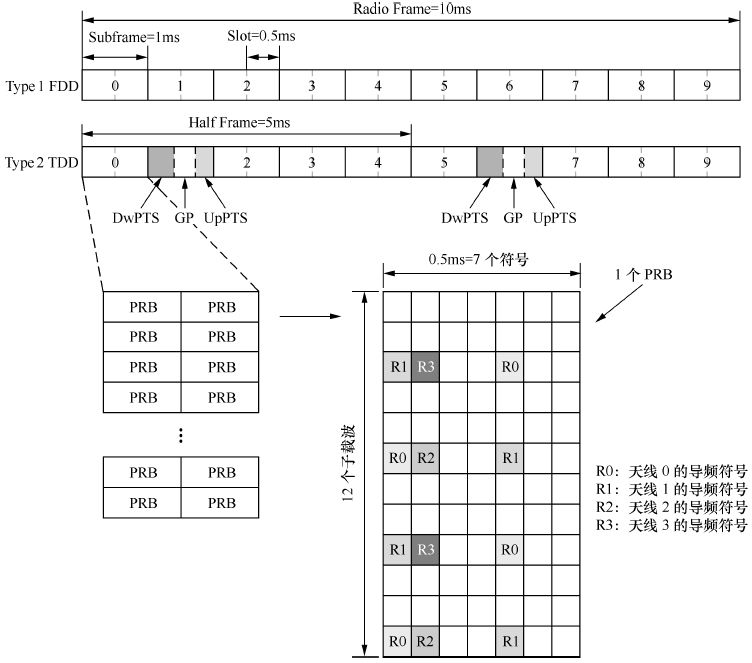 Radio Frame=10ms
Subframe=1ms
Slot=0.5ms
Type 1 FDD
0 1 2 3 4 5 6 7 8 9
Half Frame=5ms
Type 2 TDD
0 2 3 4 5 7 8 9
DwPTS GP UpPTS DwPTS GP UpPTS
0.5ms=7 个符号
1 个 PRB
PRB PRB
PRB PRB
PRB PRB
PRB PRB
PRB PRB
12 个子载波
R1 R3 R0
R0 R2 R1
R1 R3 R0
R0 R2 R1
R0：天线 0 的导频符号
R1：天线 1 的导频符号
R2：天线 2 的导频符号
R3：天线 3 的导频符号